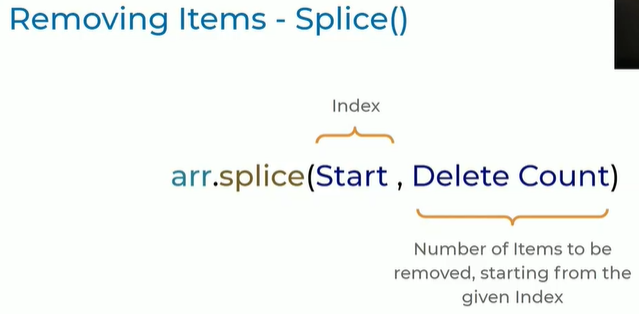 Removing Items - Splice()
Index
arr.splice(Start , Delete Count)
Number of Items to be
removed, starting from the
given Index